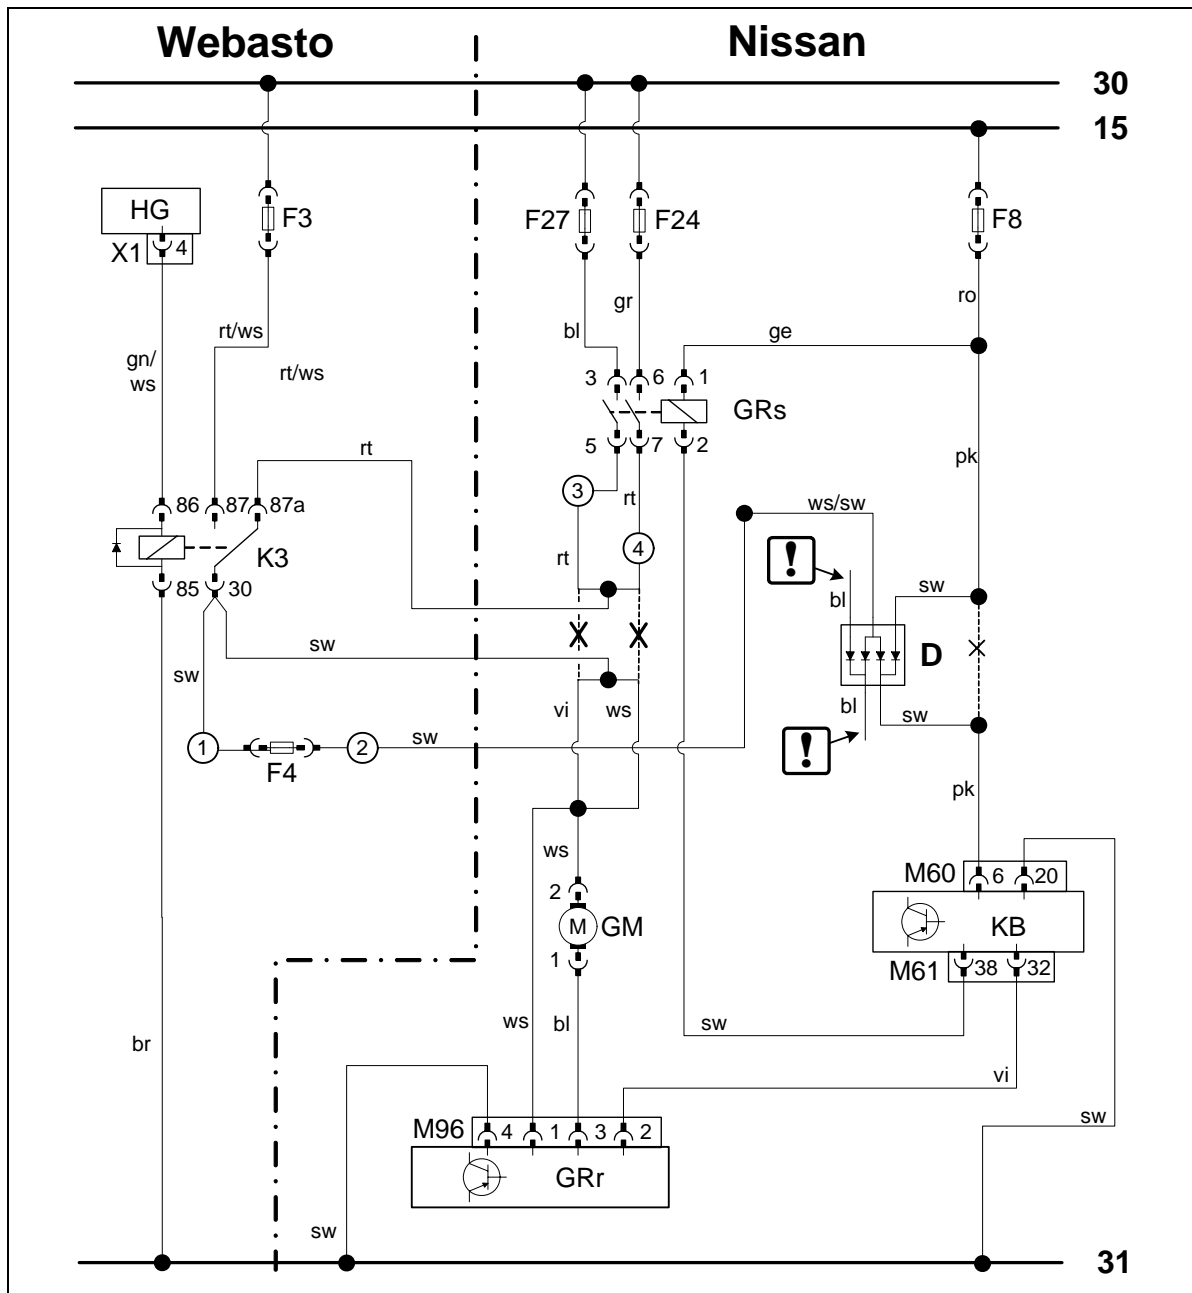 Webasto
Nissan
30
15
HG
X1
4
F3
F27
F24
F8
gr
ro
rt/ws
bl
ge
gn/
ws
rt/ws
3
6
1
GRs
5
7
2
rt
pk
86
87
87a
3
rt
ws/sw
K3
rt
4
!
85
30
bl
sw
sw
D
sw
vi
ws
bl
sw
1
2
sw
!
F4
pk
ws
M60
6
20
2
M
GM
KB
1
M61
38
32
ws
bl
sw
br
vi
sw
M96
4
1
3
2
GRr
sw
31